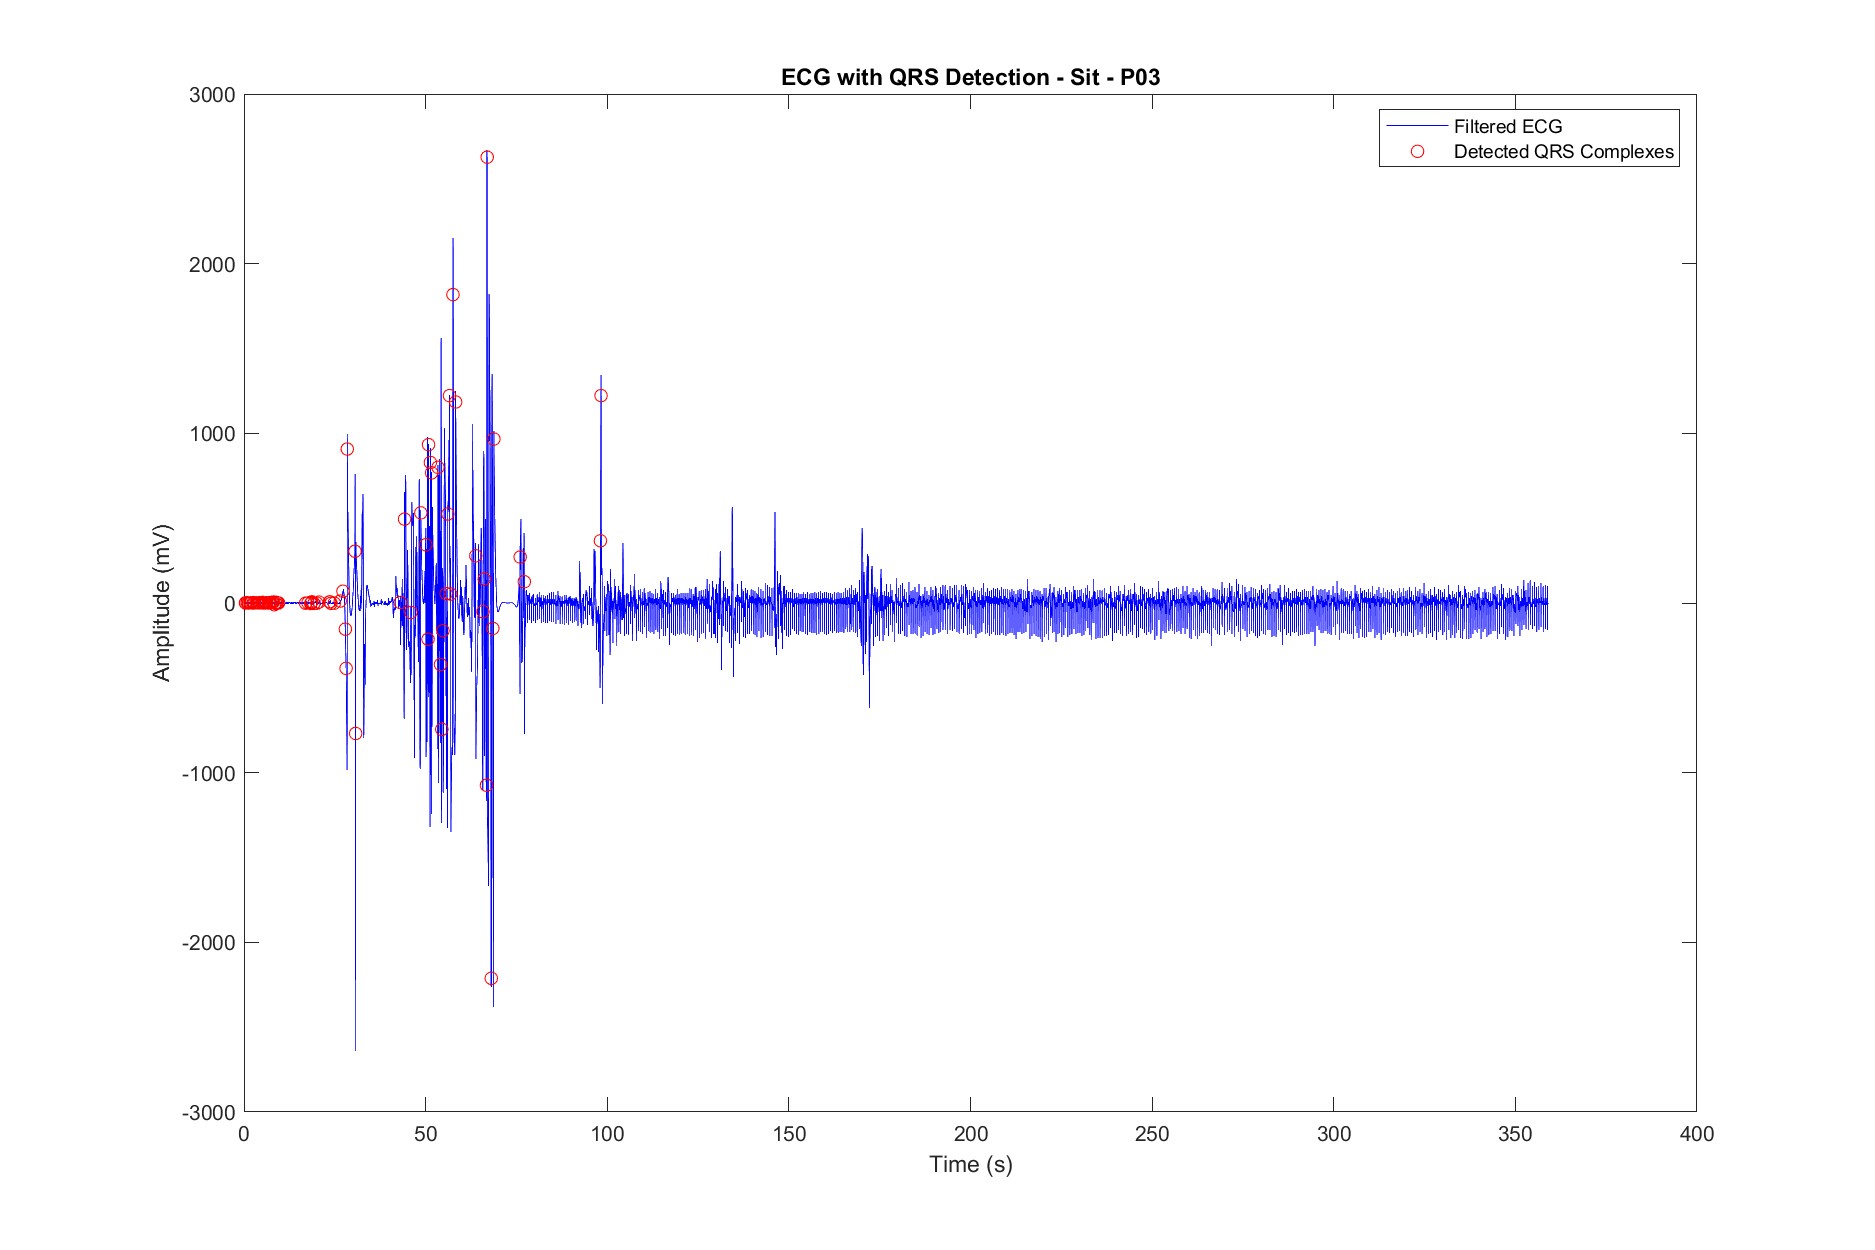 ECG with QRS Detection - Sit - P03
3000
2000
1000
0
-1000
-2000
-3000
Amplitude (mV)
Filtered ECG
Detected QRS Complexes
0 50 100 150 200 250 300 350 400
Time (s)